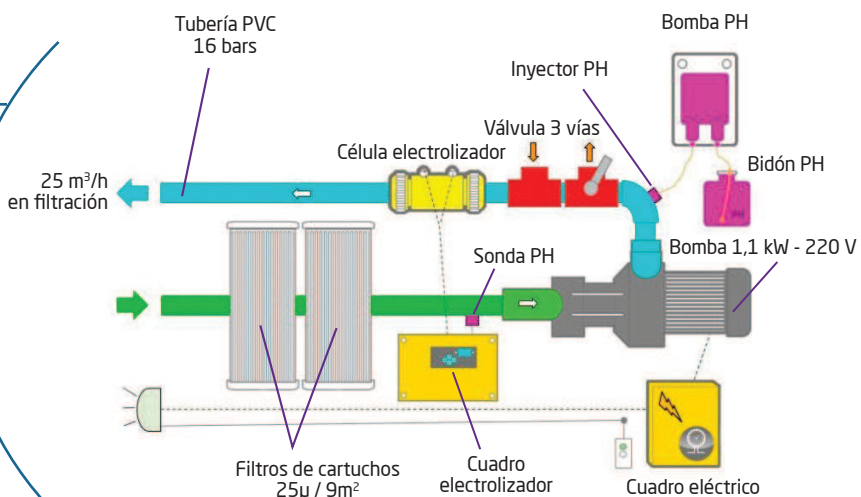 Tubería PVC
16 bars
Bomba PH
Inyector PH
Válvula 3 vías
Célula electrolizador
Bidón PH
25 m³/h
en filtración
Bomba 1,1 kW - 220 V
Sonda PH
PH
Filtros de cartuchos
25µ / 9m²
Cuadro
electrolizador
Cuadro eléctrico